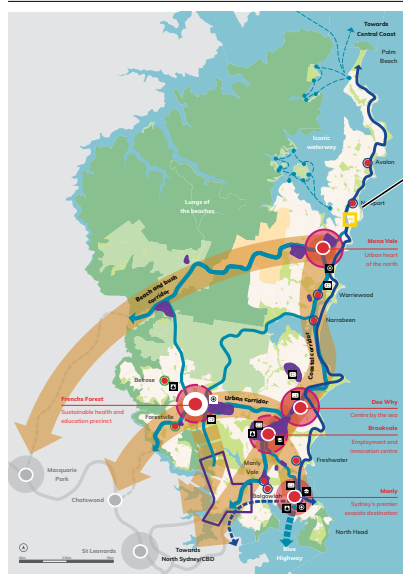 Towards
Central Coast
Palm
Beach
Iconic
waterway
Avalon
Newport
Lungs of
the beaches
Mona Vale
Urban heart
of the north
Beach and bush
corridor
Warriewood
Narrabeen
Coastal corridor
Belrose
Frenchs Forest
Sustainable health and
education precinct
Urban corridor
Dee Why
Centre by the sea
Forestville
Brookvale
Employment and
innovation centre
Macquarie
Park
Manly
Vale
Freshwater
Balgowlah
Chatswood
Manly
Sydney's premier
seaside destination
North Head
St Leonards
Towards
North Sydney/CBD
Blue
Highway